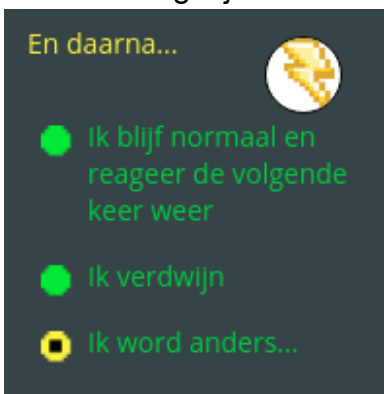 En daarna...
Ik blijf normaal en
reageer de volgende
keer weer
Ik verdwijn
Ik word anders...